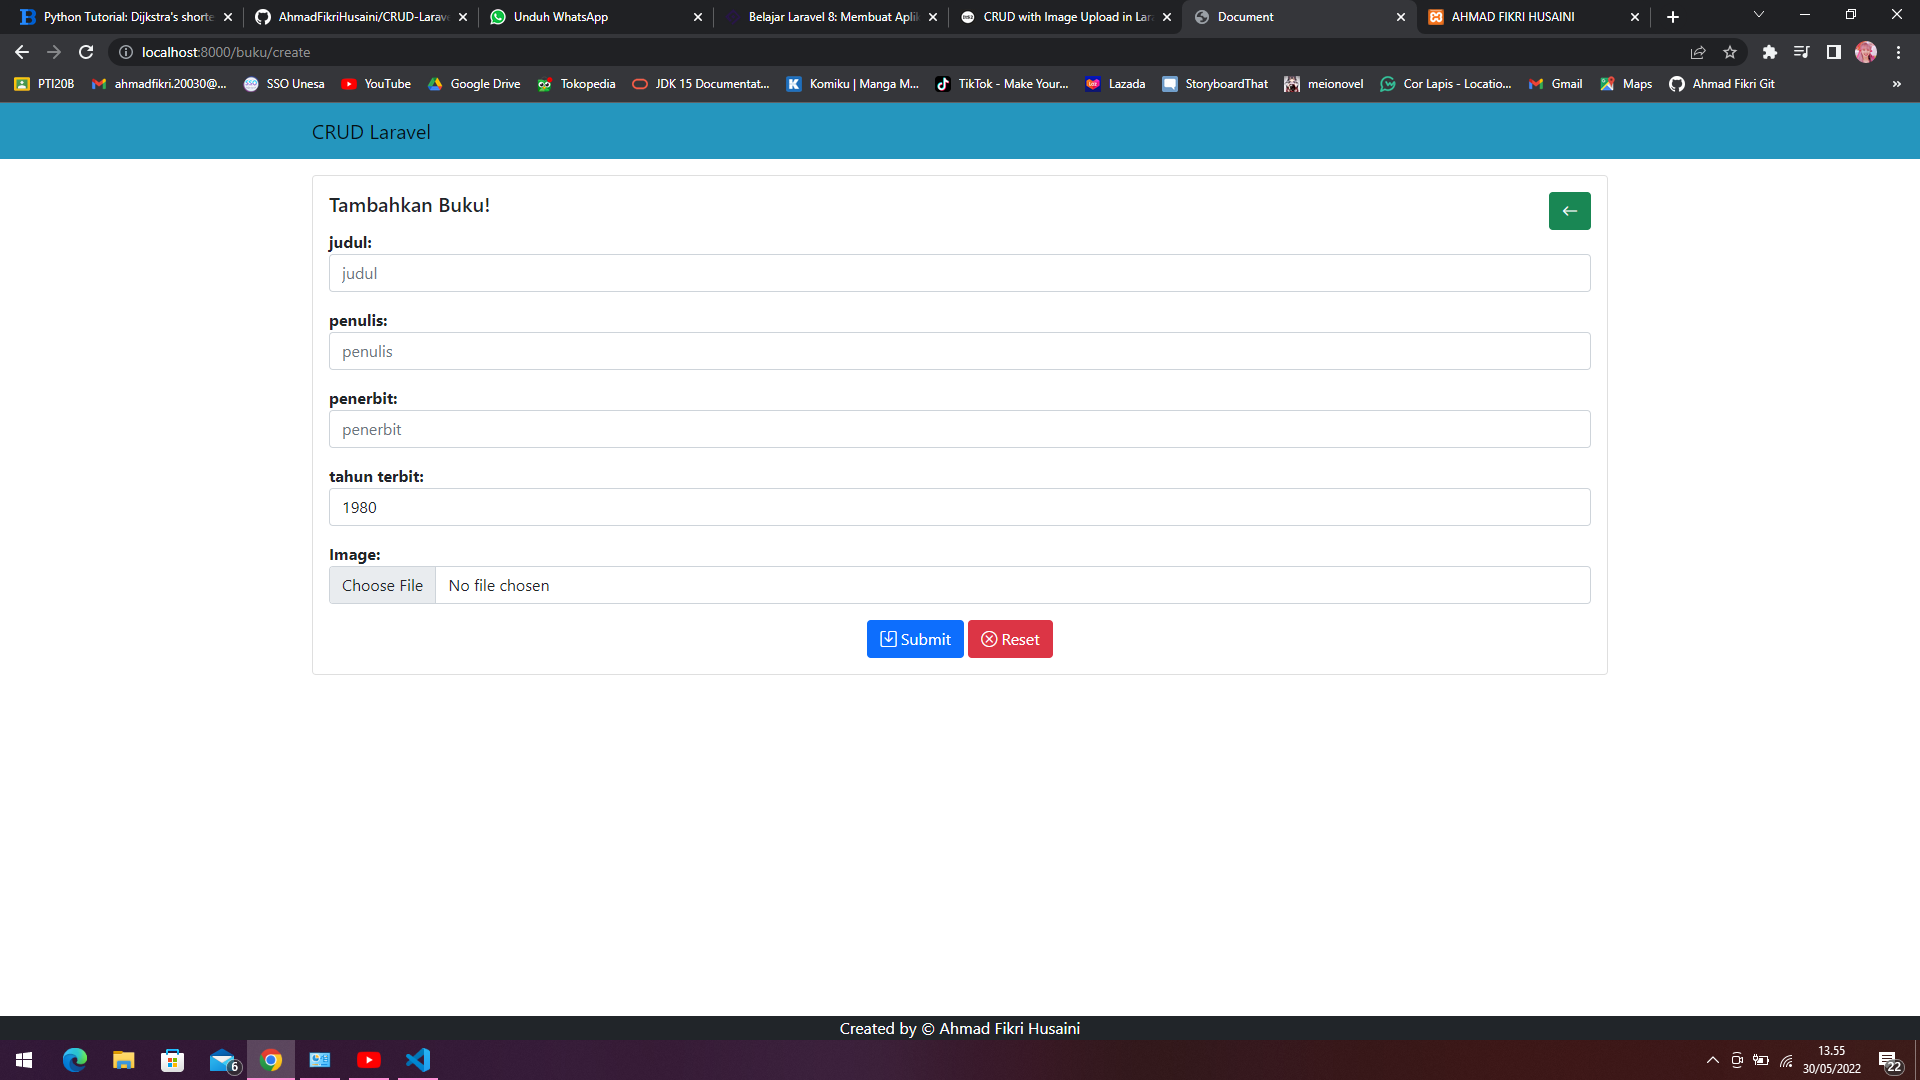 Python Tutorial: Dijkstra's shorte
AhmadFikriHusaini/CRUD-Larave
Unduh WhatsApp
Belajar Laravel 8: Membuat Apli
CRUD with Image Upload in Lar
Document
AHMAD FIKRI HUSAINI
localhost:8000/buku/create
PTI20B
ahmadfikri.20030@...
SSO Unesa
YouTube
Google Drive
Tokopedia
JDK 15 Documentat...
Komiku | Manga M...
TikTok - Make Your...
Lazada
StoryboardThat
meionovel
Cor Lapis - Locatio...
Gmail
Maps
Ahmad Fikri Git
»
CRUD Laravel
Tambahkan Buku!
judul:
judul
penulis:
penulis
penerbit:
penerbit
tahun terbit:
1980
Image:
Choose File No file chosen
Submit
Reset
Created by © Ahmad Fikri Husaini
6
13.55
30/05/2022
22